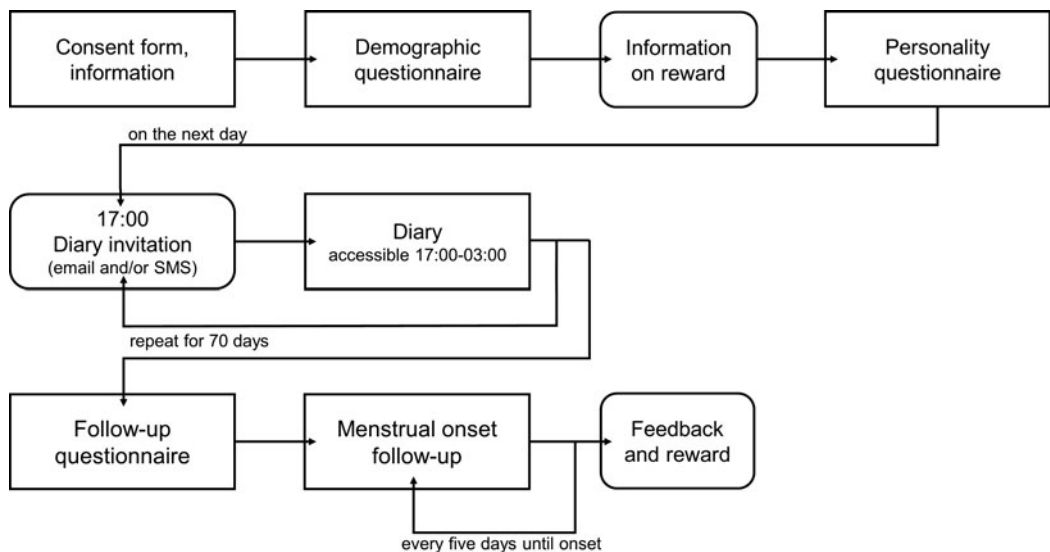 Consent form,
information
Demographic
questionnaire
Information
on reward
Personality
questionnaire
on the next day
17:00
Diary invitation
(email and/or SMS)
Diary
accessible 17:00-03:00
repeat for 70 days
Follow-up
questionnaire
Menstrual onset
follow-up
Feedback
and reward
every five days until onset